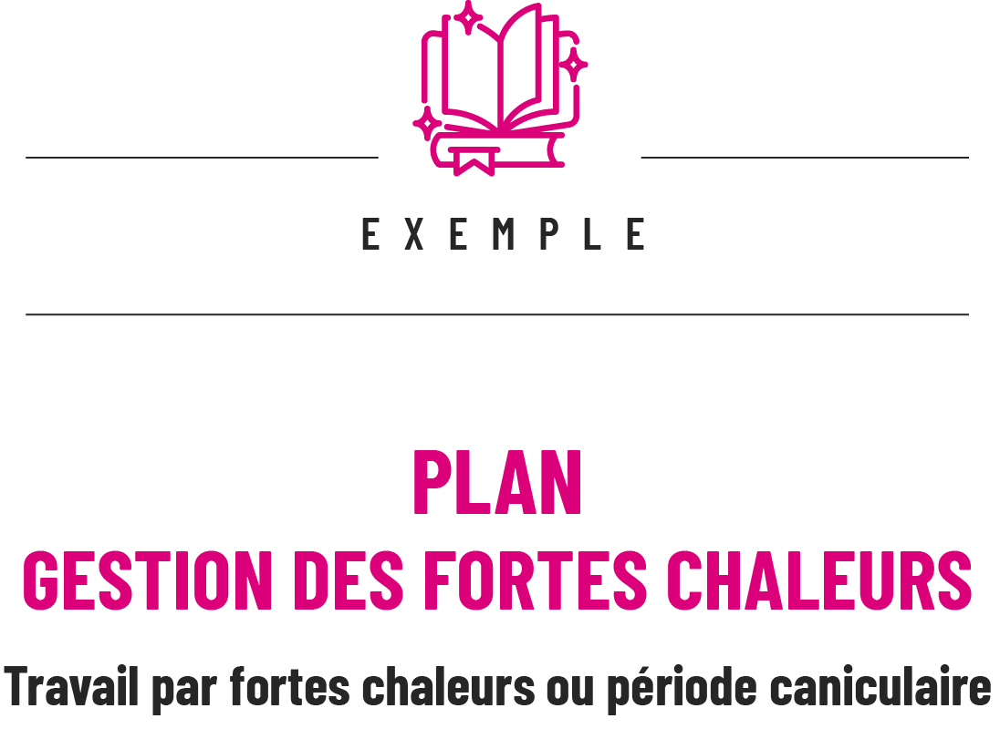 EXEMPLE
PLAN
GESTION DES FORTES CHALEURS
Travail par fortes chaleurs ou période caniculaire